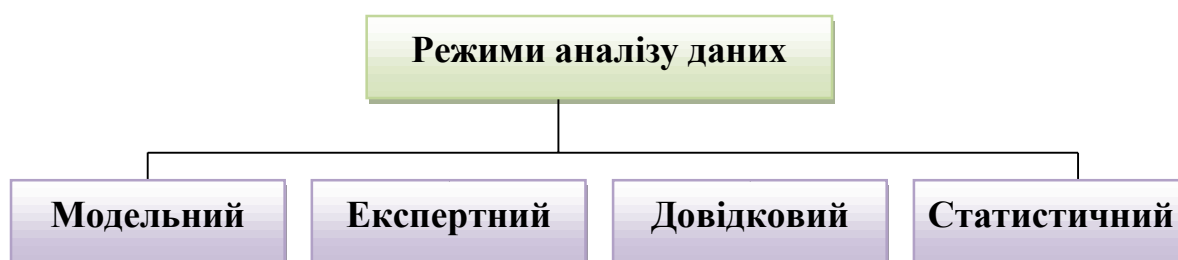 Режими аналізу даних
Модельний
Експертний
Довідковий
Статистичний